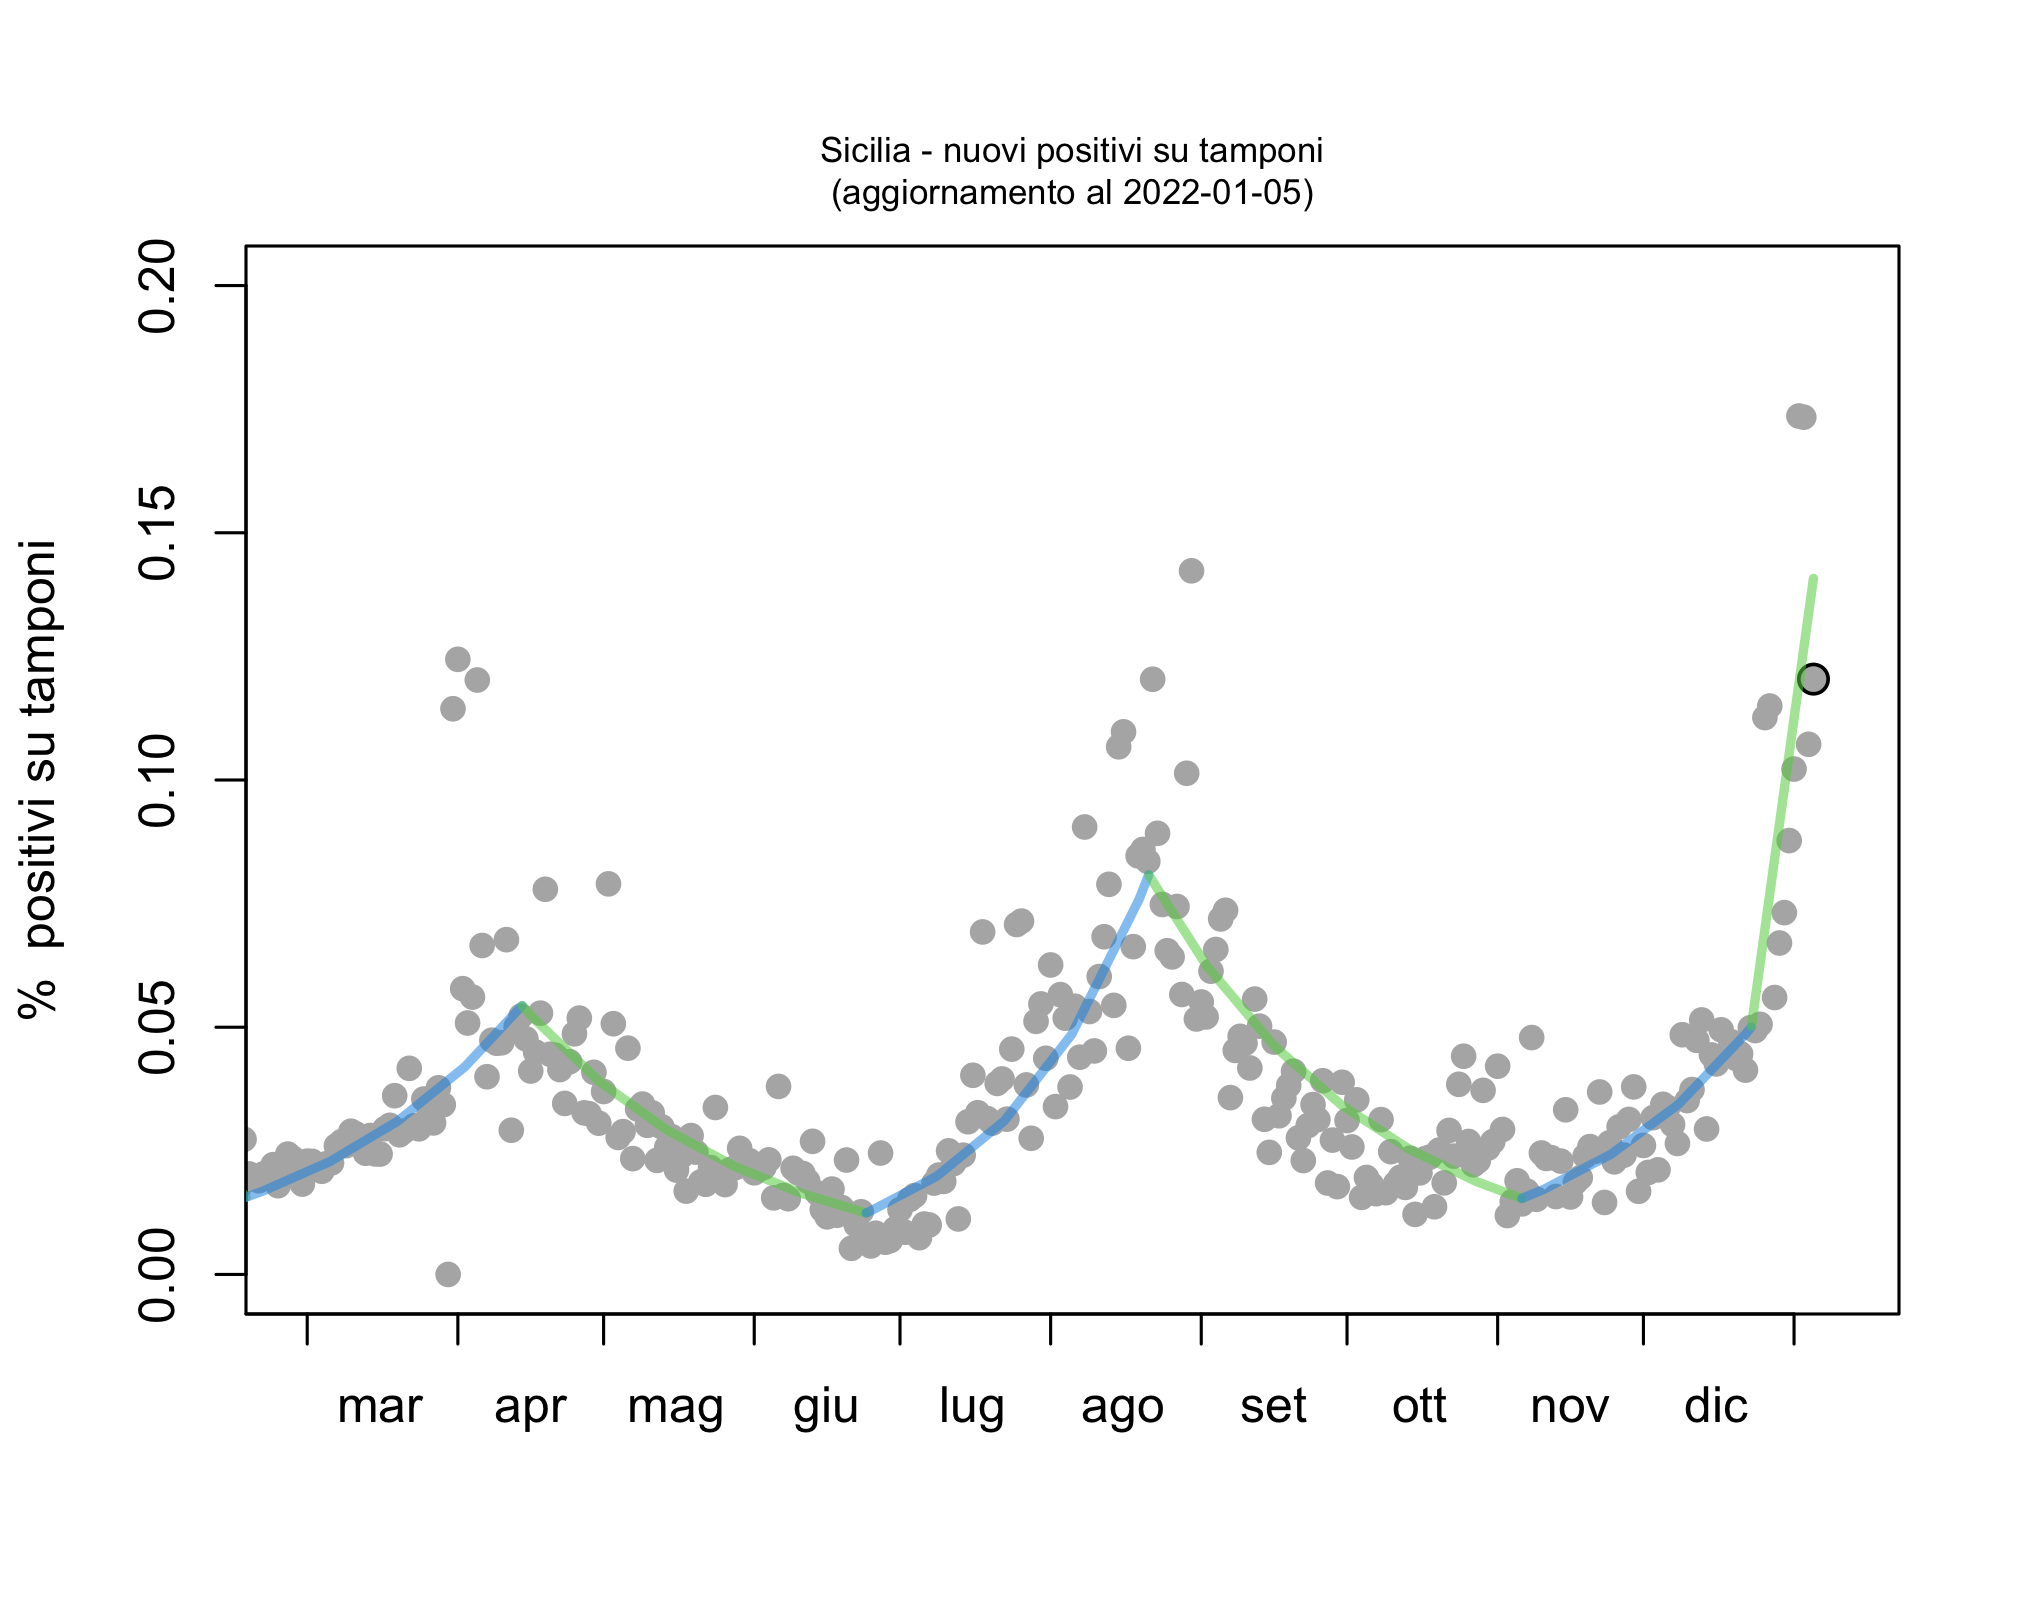 Sicilia - nuovi positivi su tamponi
(aggiornamento al 2022-01-05)
% positivi su tamponi
0.20
0.15
0.10
0.05
0.00
mar apr mag giu lug ago set ott nov dic